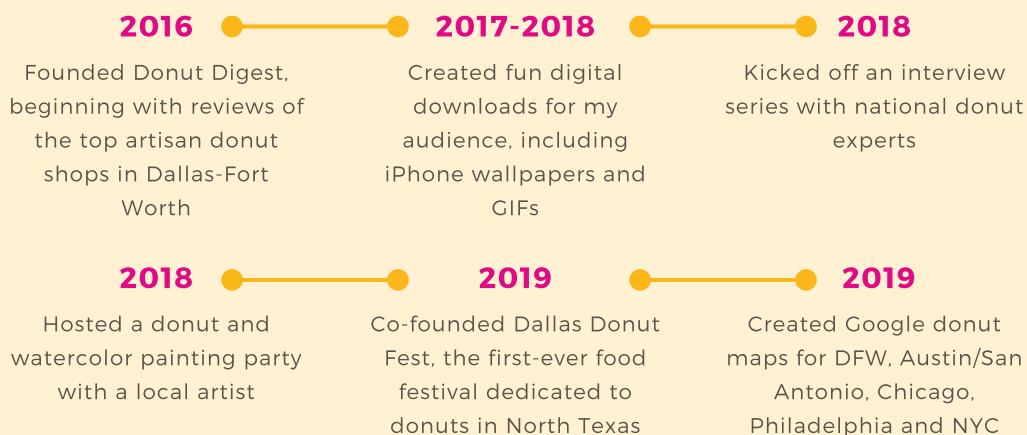 2016
Founded Donut Digest,
beginning with reviews of
the top artisan donut
shops in Dallas-Fort
Worth
2017-2018
Created fun digital
downloads for my
audience, including
iPhone wallpapers and
GIFs
2018
Kicked off an interview
series with national donut
experts
2018
Hosted a donut and
watercolor painting party
with a local artist
2019
Co-founded Dallas Donut
Fest, the first-ever food
festival dedicated to
donuts in North Texas
2019
Created Google donut
maps for DFW, Austin/San
Antonio, Chicago,
Philadelphia and NYC